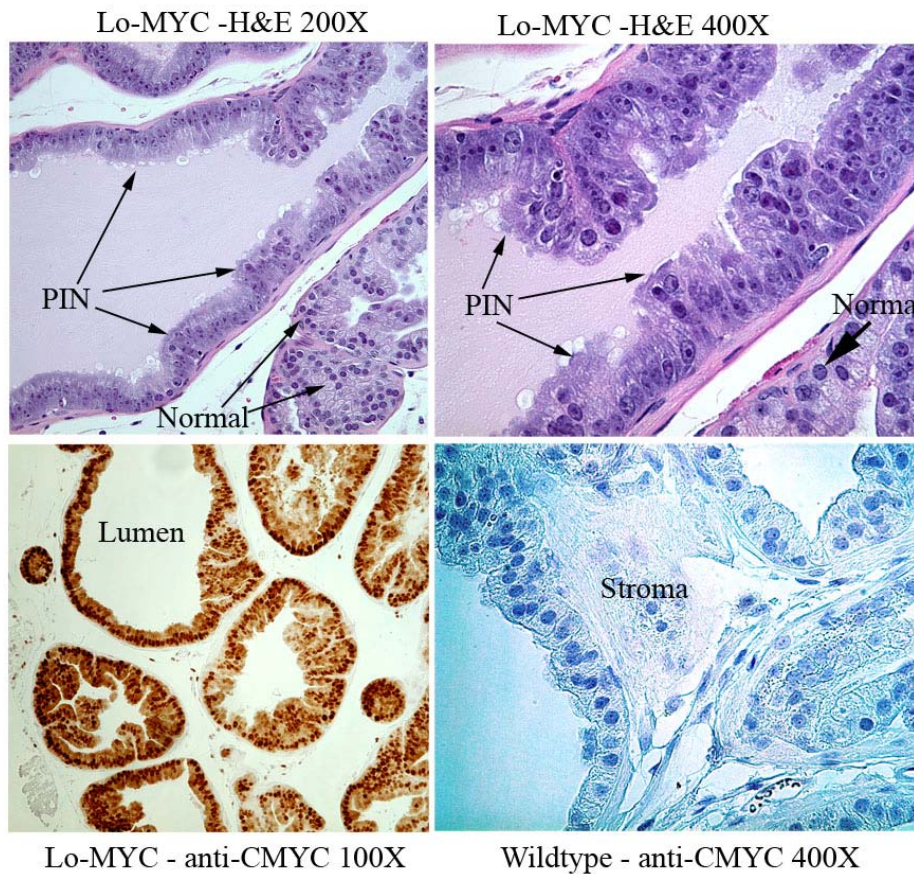 Lo-MYC -H&E 200X
Lo-MYC -H&E 400X
PIN
Normal
PIN
Norma
Lumen
Stroma
Lo-MYC - anti-CMYC 100X
Wildtype - anti-CMYC 400X